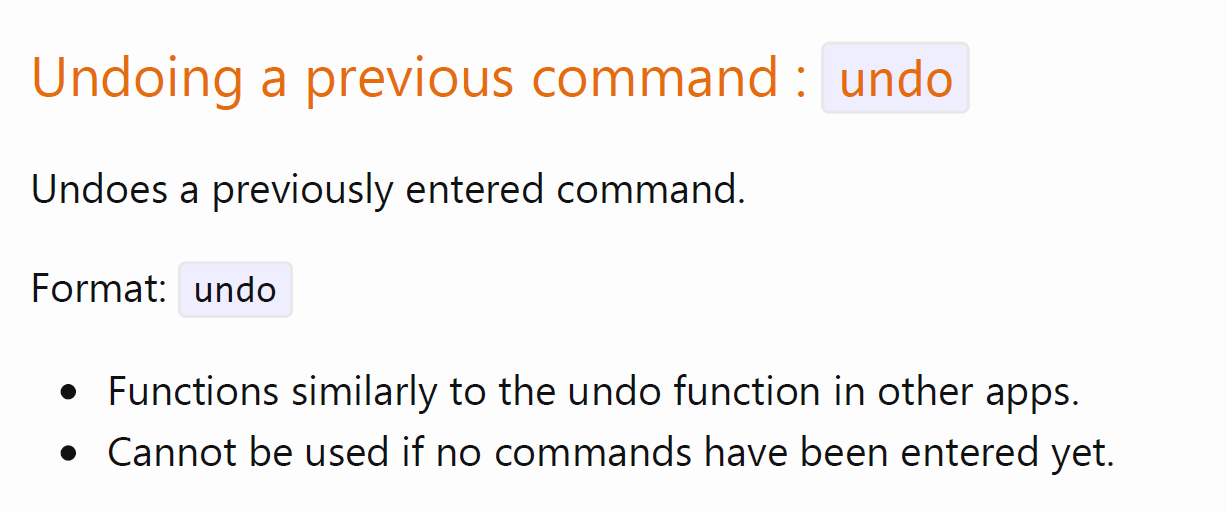 Undoing a previous command : undo
Undoes a previously entered command.
Format: undo
• Functions similarly to the undo function in other apps.
• Cannot be used if no commands have been entered yet.